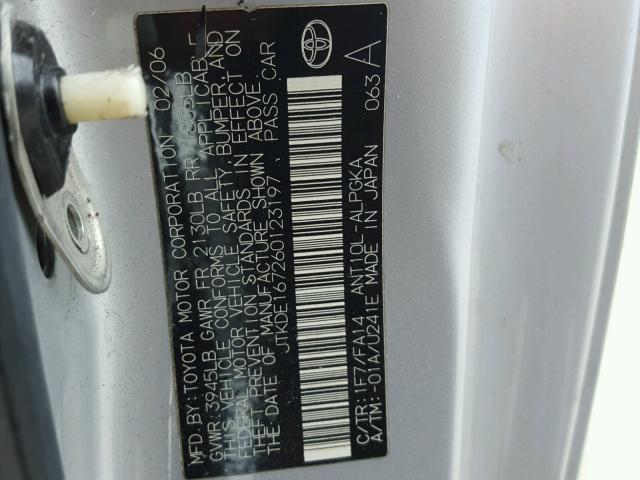 MFD.BY:TOYOTA MOTOR CORPORATION 02/06
GVWR:3945LB GAWR FR 2130LB RR
THIS VEHICLE CONFORMS TO ALL APPLICABLE
FEDERAL MOTOR VEHICLE SAFETY,BUMPER,AND
THEFT PREVENTION STANDARDS IN EFFECT ON
THE DATE OF MANUFACTURE SHOWN ABOVE.
JTKDE167260123197 PASS CAR
C/TR:1F7/FA14 ANT10L-ALPGKA 063 A
A/TM:-01A/U241E MADE IN JAPAN